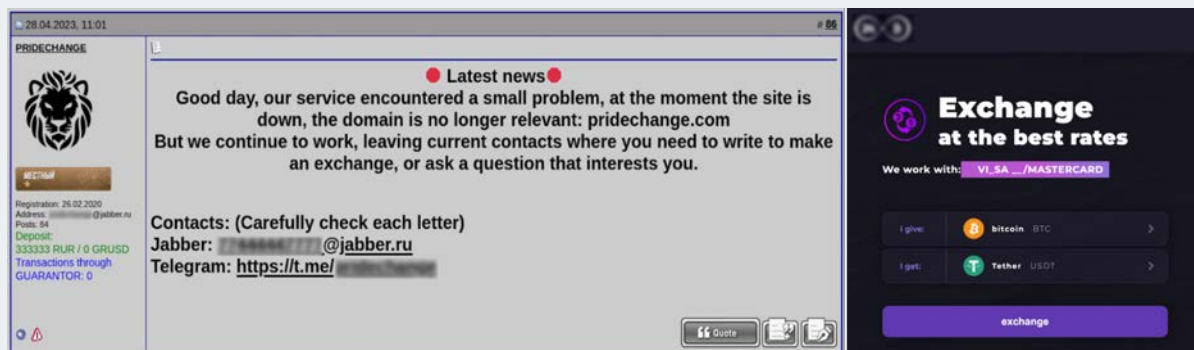 28.04.2023, 11:01
# 86
PRIDECHANGE
МЕСТНЫЙ
Registration: 26.02.2020
Address: @jabber.ru
Posts: 84
Deposit:
333333 RUR / 0 GRUSD
Transactions through
GUARANTOR: 0
Latest news
Good day, our service encountered a small problem, at the moment the site is
down, the domain is no longer relevant: pridechange.com
But we continue to work, leaving current contacts where you need to write to make
an exchange, or ask a question that interests you.
Contacts: (Carefully check each letter)
Jabber: @jabber.ru
Telegram: https://t.me/
Quote
Exchange
at the best rates
We work with: VI_SA __/MASTERCARD
I give: bitcoin BTC
I get: Tether USDT
exchange